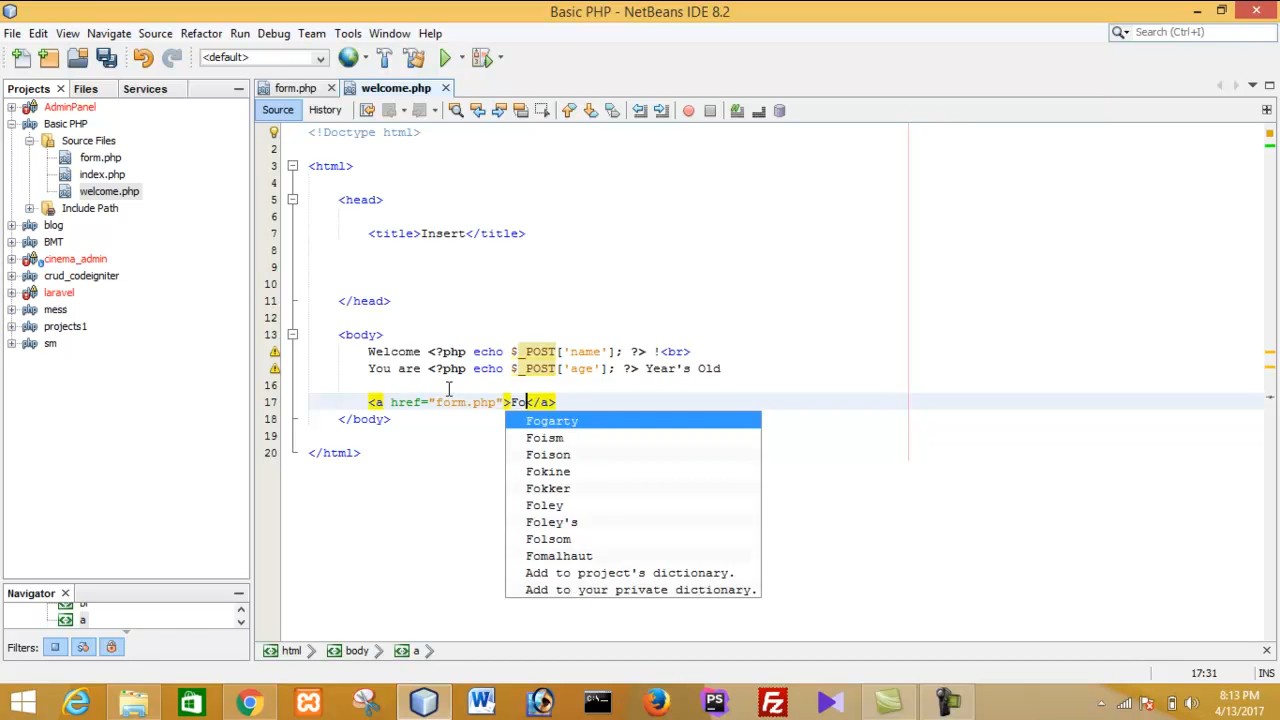 Basic PHP - NetBeans IDE 8.2
File Edit View Navigate Source Refactor Run Debug Team Tools Window Help
Search (Ctrl+I)
<default>
Projects Files Services
form.php welcome.php
Source History
AdminPanel
Basic PHP
Source Files
form.php
index.php
welcome.php
Include Path
blog
BMT
cinema_admin
crud_codeigniter
laravel
mess
projects1
sm
<!Doctype html>
2
3 <html>
4
5 <head>
6
7 <title>Insert</title>
8
9
10
11 </head>
12
13 <body>
Welcome <?php echo $_POST['name']; ?> !<br>
You are <?php echo $_POST['age']; ?> Year's Old
16
17 <a href="form.php">Fo</a>
18 </body>
19
20 </html>
Fogarty
Foism
Foison
Fokine
Fokker
Foley
Foley's
Folsom
Fomalhaut
Add to project's dictionary.
Add to your private dictionary.
Navigator
br
a
Filters:
html body a
17:31 INS
W PS Fz
8:13 PM
4/13/2017